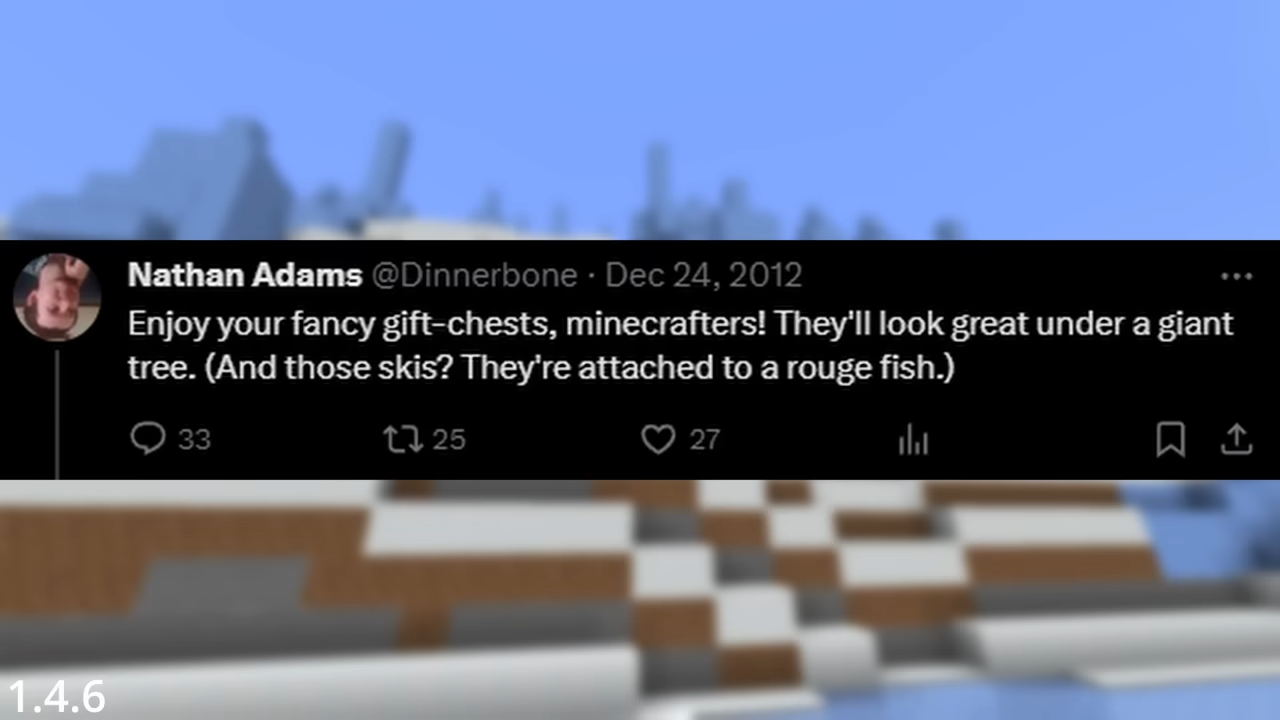 Nathan Adams @Dinnerbone · Dec 24, 2012
Enjoy your fancy gift-chests, minecrafters! They'll look great under a giant
tree. (And those skis? They're attached to a rouge fish.)
33 25 27
1.4.6